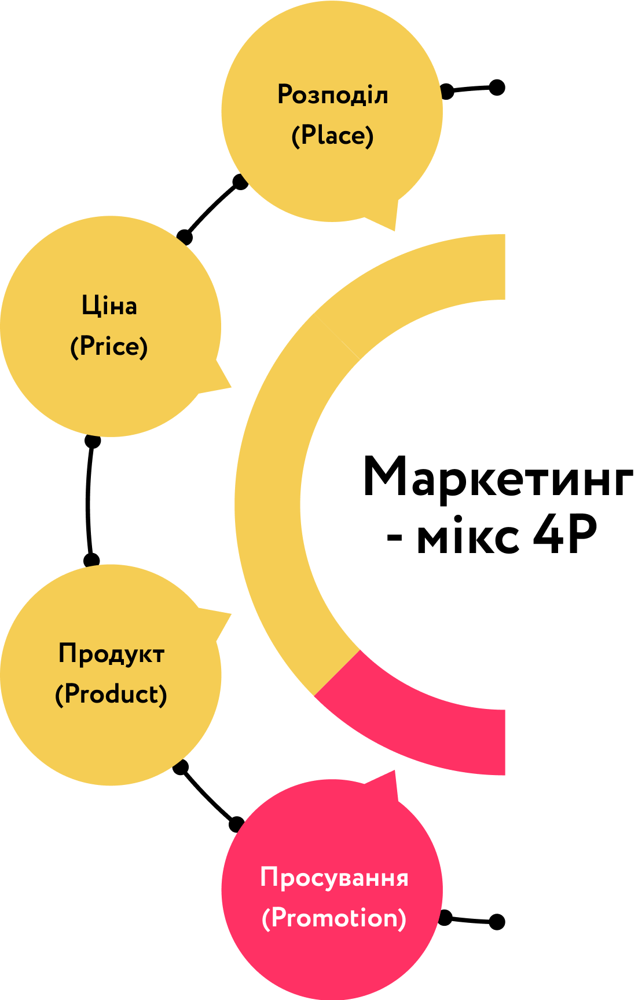 Розподіл
(Place)
Ціна
(Price)
Маркетинг
- мікс 4P
Продукт
(Product)
Просування
(Promotion)